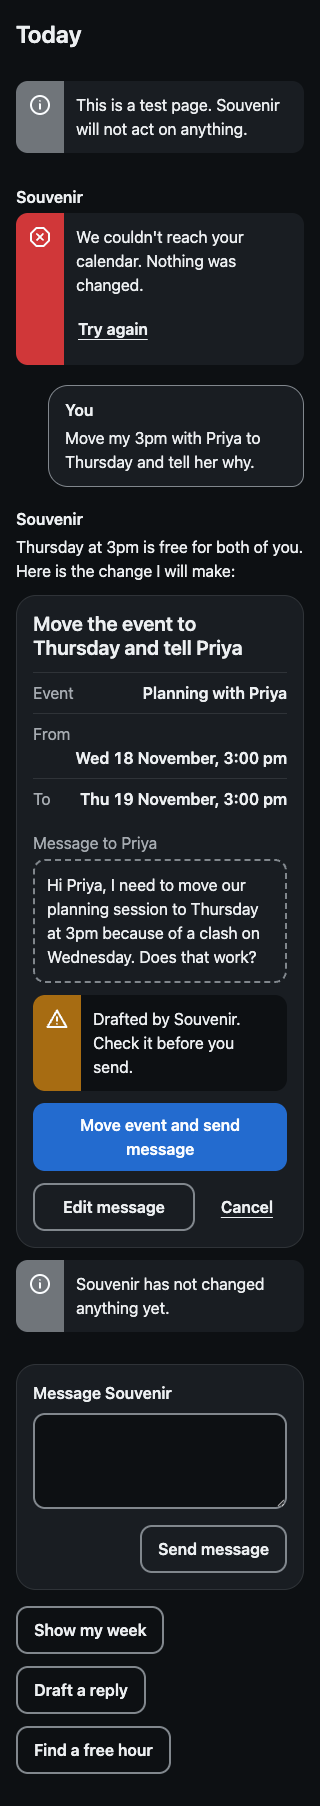 Today
This is a test page. Souvenir
will not act on anything.
Souvenir
We couldn't reach your
calendar. Nothing was
changed.
Try again
You
Move my 3pm with Priya to
Thursday and tell her why.
Souvenir
Thursday at 3pm is free for both of you.
Here is the change I will make:
Move the event to
Thursday and tell Priya
Event Planning with Priya
From
Wed 18 November, 3:00 pm
To Thu 19 November, 3:00 pm
Message to Priya
Hi Priya, I need to move our
planning session to Thursday
at 3pm because of a clash on
Wednesday. Does that work?
Drafted by Souvenir.
Check it before you
send.
Move event and send
message
Edit message Cancel
Souvenir has not changed
anything yet.
Message Souvenir
Send message
Show my week
Draft a reply
Find a free hour